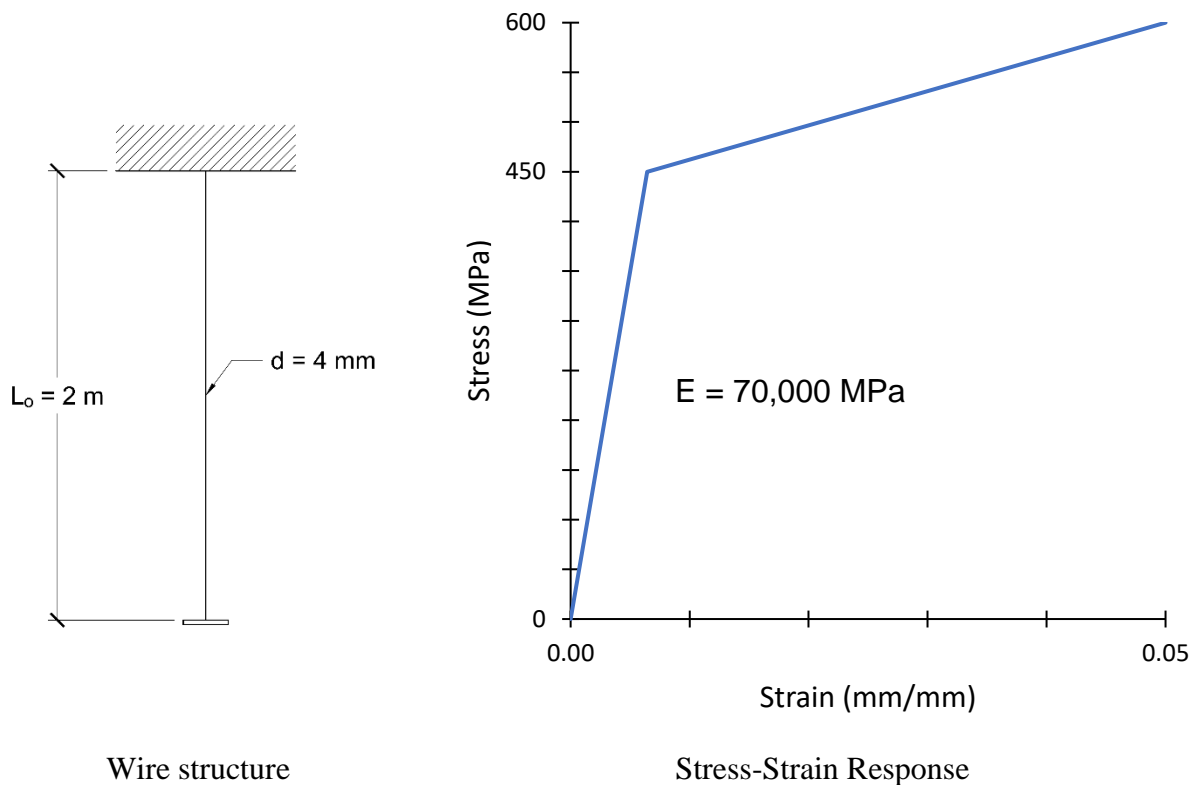 600
450
Stress (MPa)
d = 4 mm
Lₒ = 2 m
E = 70,000 MPa
0
0.00
0.05
Strain (mm/mm)
Wire structure
Stress-Strain Response